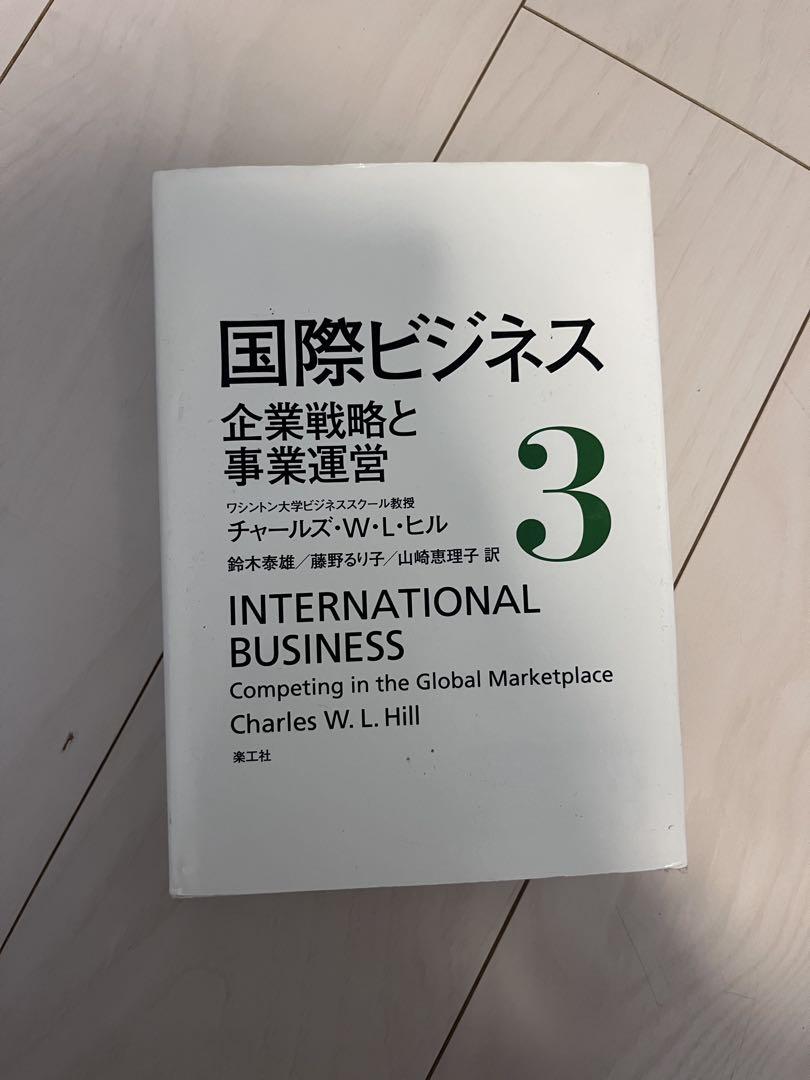 国際ビジネス
企業戦略と
事業運営
3
ワシントン大学ビジネススクール教授
チャールズ・W・L・ヒル
鈴木泰雄／藤野るり子／山崎恵理子 訳
INTERNATIONAL
BUSINESS
Competing in the Global Marketplace
Charles W. L. Hill
楽工社